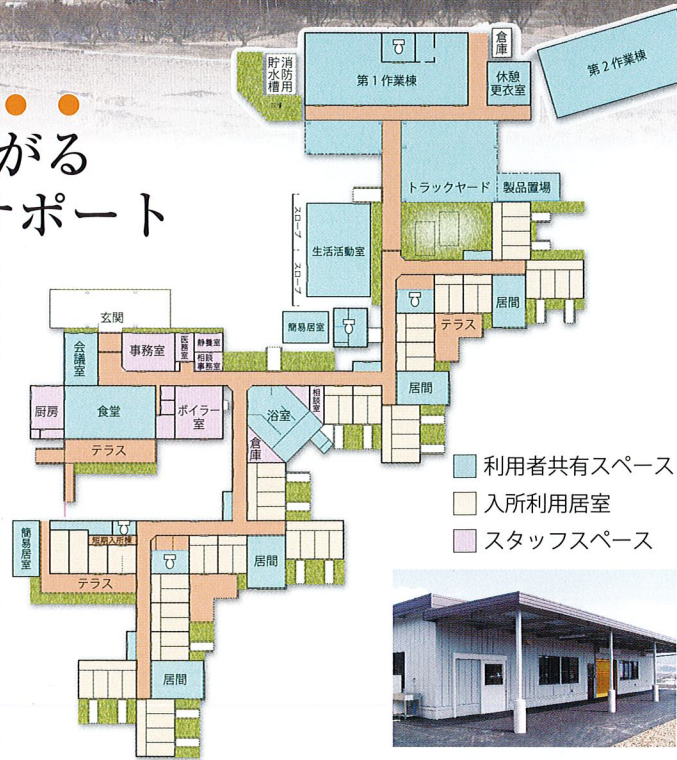 がる
サポート
消防用
貯水槽
第1作業棟
倉庫
休憩
更衣室
第2作業棟
トラックヤード
製品置場
スロープ
スロープ
生活活動室
居間
テラス
簡易居室
居間
玄関
会議室
事務室
医務室
静養室
相談
事務室
厨房
食堂
ボイラー
室
テラス
浴室
相談室
倉庫
簡易居室
短期入所棟
テラス
居間
居間
利用者共有スペース
入所利用居室
スタッフスペース